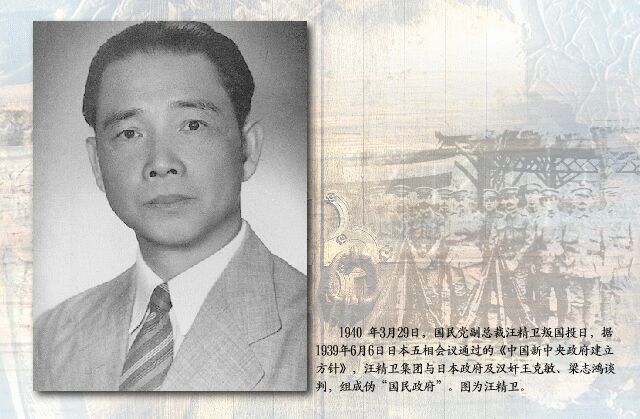 1940 年3月29日，国民党副总裁汪精卫叛国投日，据
1939年6月6日日本五相会议通过的《中国新中央政府建立
方针》，汪精卫集团与日本政府及汉奸王克敏、梁志鸿谈
判，组成伪“国民政府”。图为汪精卫。